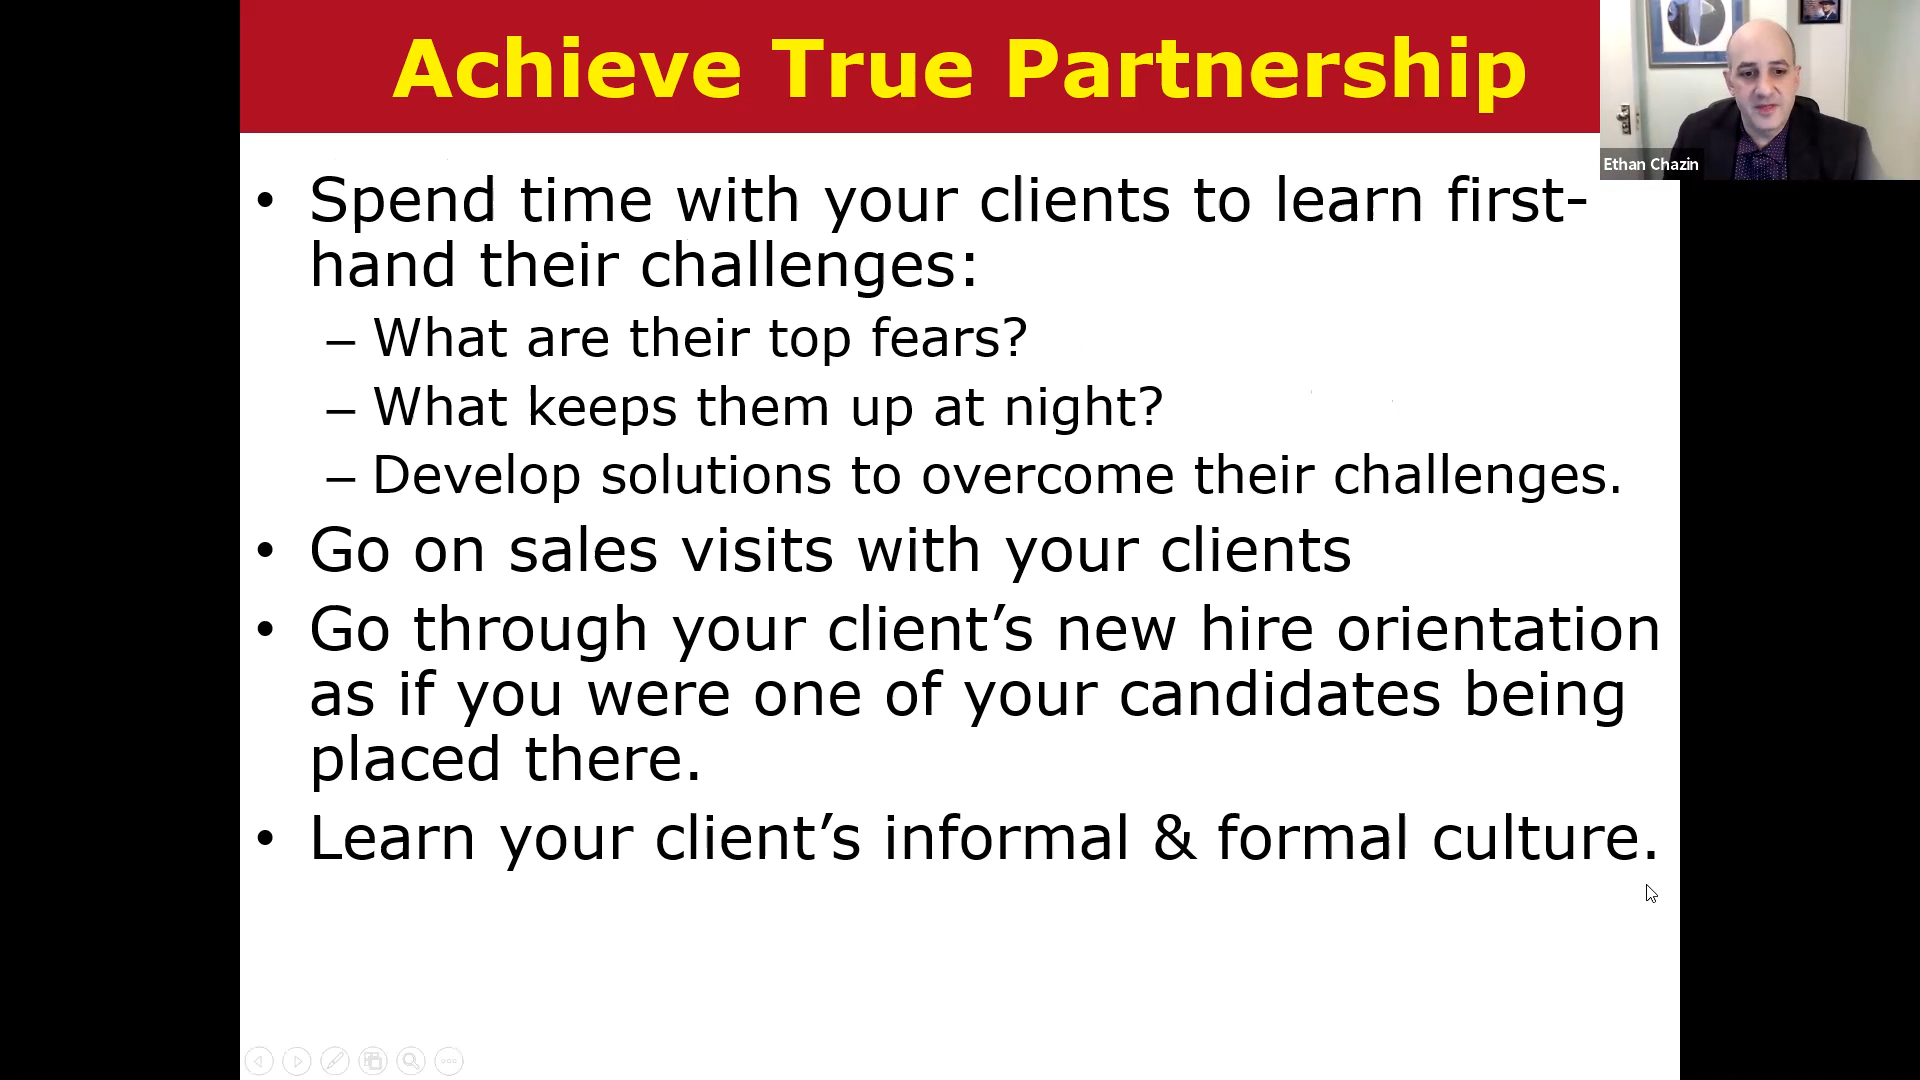 Achieve True Partnership
Ethan Chazin
• Spend time with your clients to learn first-
hand their challenges:
– What are their top fears?
– What keeps them up at night?
– Develop solutions to overcome their challenges.
• Go on sales visits with your clients
• Go through your client’s new hire orientation
as if you were one of your candidates being
placed there.
• Learn your client’s informal & formal culture.